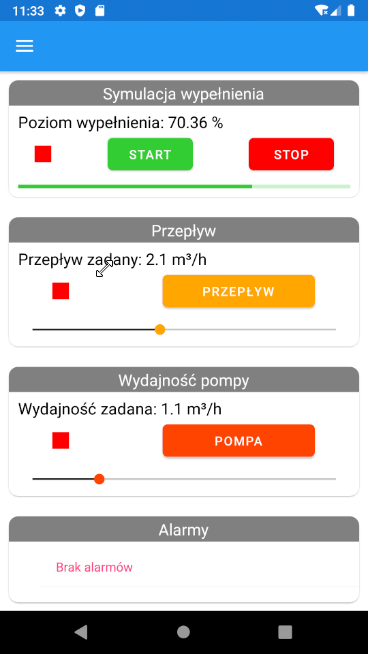 11:33
Symulacja wypełnienia
Poziom wypełnienia: 70.36 %
START STOP
Przepływ
Przepływ zadany: 2.1 m³/h
PRZEPŁYW
Wydajność pompy
Wydajność zadana: 1.1 m³/h
POMPA
Alarmy
Brak alarmów